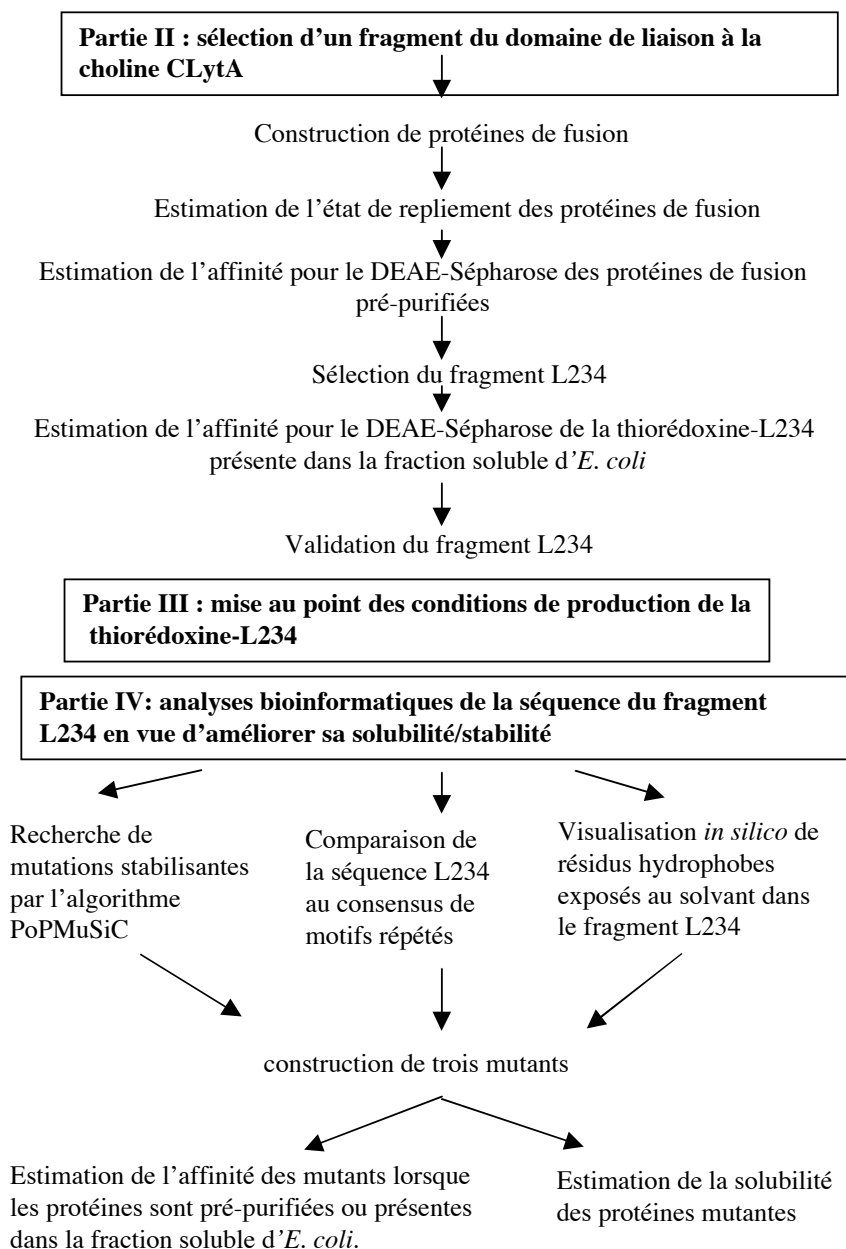 Partie II : sélection d'un fragment du domaine de liaison à la
choline CLytA
Construction de protéines de fusion
Estimation de l'état de repliement des protéines de fusion
Estimation de l'affinité pour le DEAE-Sépharose des protéines de fusion
pré-purifiées
Sélection du fragment L234
Estimation de l'affinité pour le DEAE-Sépharose de la thiorédoxine-L234
présente dans la fraction soluble d'E. coli
Validation du fragment L234
Partie III : mise au point des conditions de production de la
thiorédoxine-L234
Partie IV: analyses bioinformatiques de la séquence du fragment
L234 en vue d'améliorer sa solubilité/stabilité
Recherche de
mutations stabilisantes
par l'algorithme
PoPMuSiC
Comparaison de
la séquence L234
au consensus de
motifs répétés
Visualisation in silico de
résidus hydrophobes
exposés au solvant dans
le fragment L234
construction de trois mutants
Estimation de l'affinité des mutants lorsque
les protéines sont pré-purifiées ou présentes
dans la fraction soluble d'E. coli.
Estimation de la solubilité
des protéines mutantes